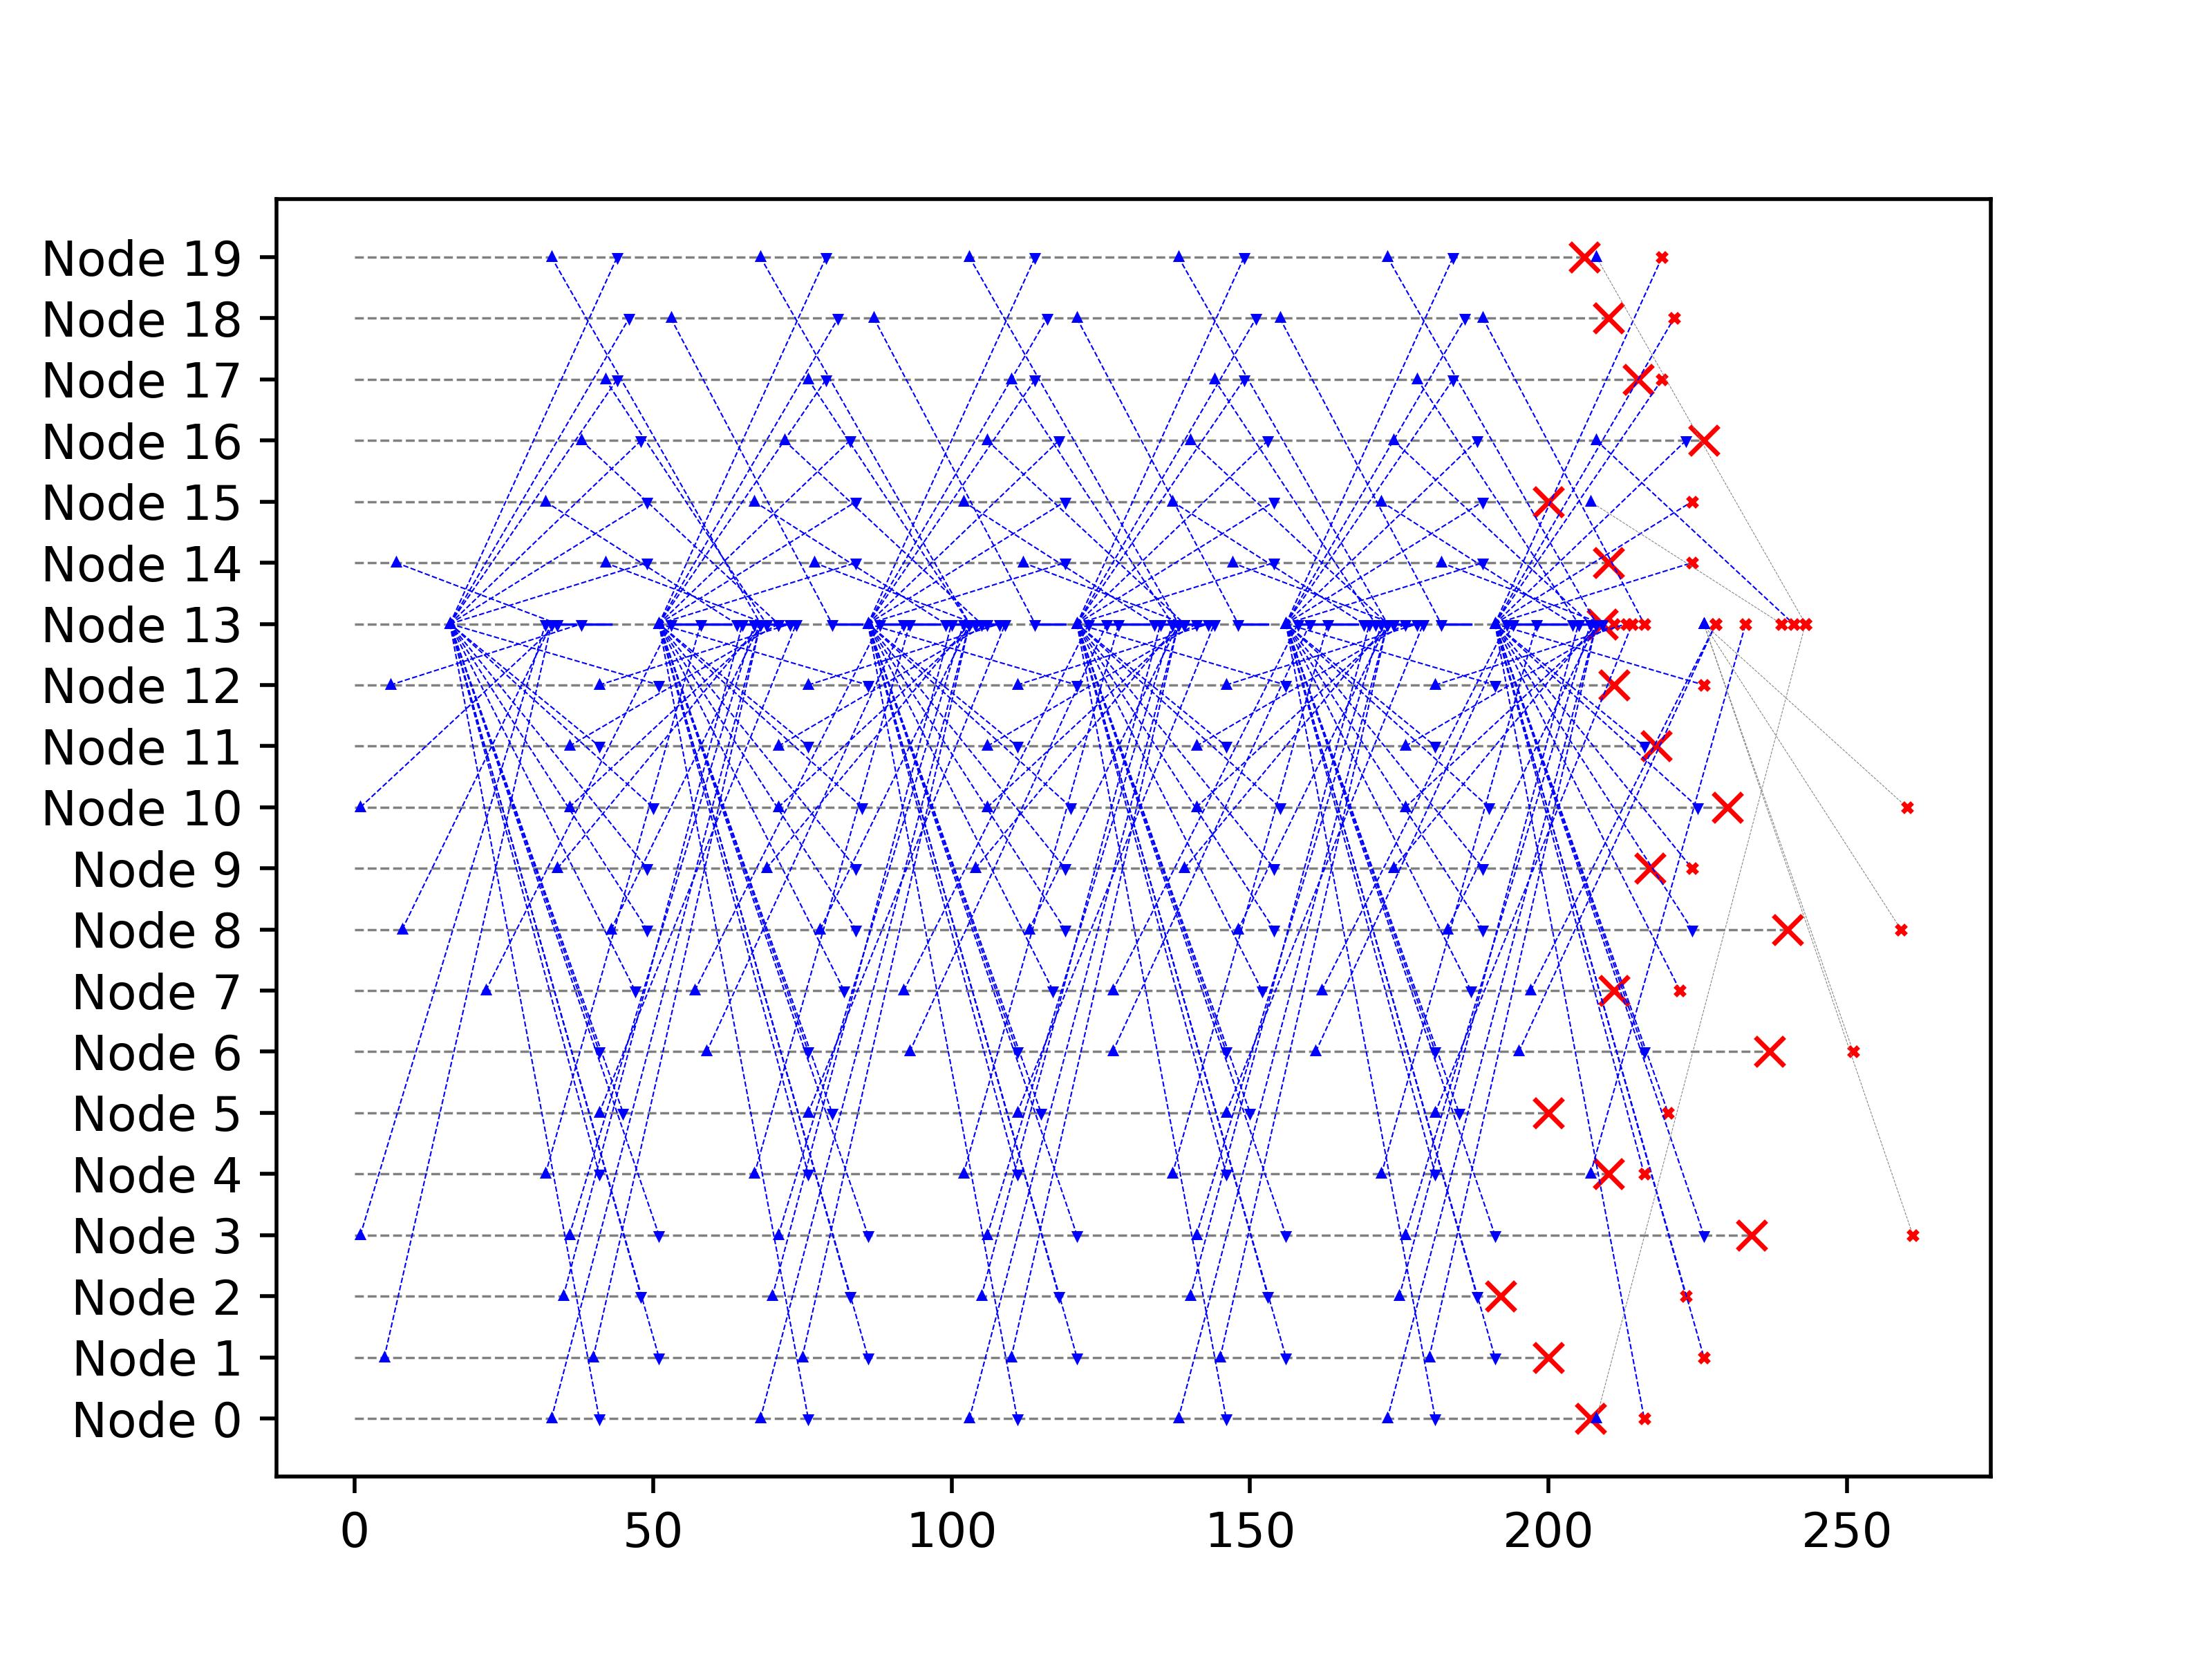 Node 19
Node 18
Node 17
Node 16
Node 15
Node 14
Node 13
Node 12
Node 11
Node 10
Node 9
Node 8
Node 7
Node 6
Node 5
Node 4
Node 3
Node 2
Node 1
Node 0
0 50 100 150 200 250